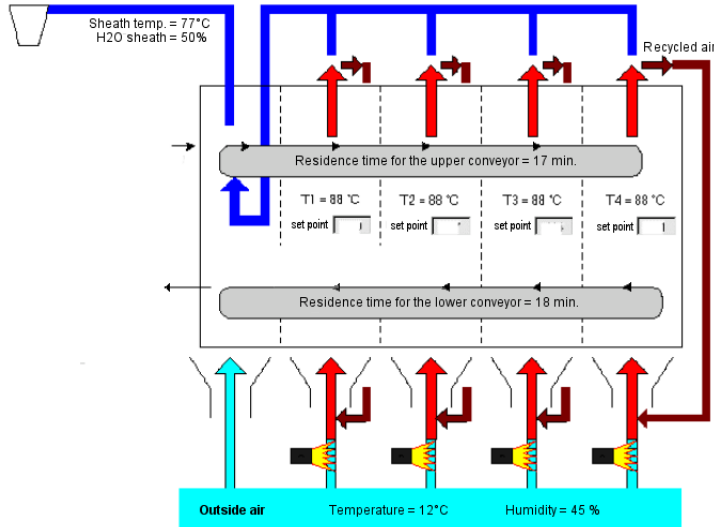 Sheath temp. = 77°C
H2O sheath = 50%
Recycled air
Residence time for the upper conveyor = 17 min.
T1 = 88 °C
T2 = 88 °C
T3 = 88 °C
T4 = 88 °C
set point
set point
set point
set point
Residence time for the lower conveyor = 18 min.
Outside air
Temperature = 12°C
Humidity = 45 %